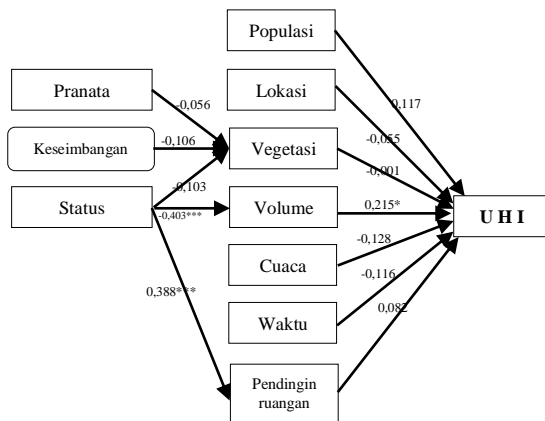 Populasi
0,117
Pranata
Lokasi
-0,056
-0,055
Keseimbangan
-0,106
Vegetasi
-0,001
-0,103
Status
-0,403***
Volume
0,215*
U H I
-0,128
Cuaca
-0,116
0,388***
Waktu
0,082
Pendingin
ruangan